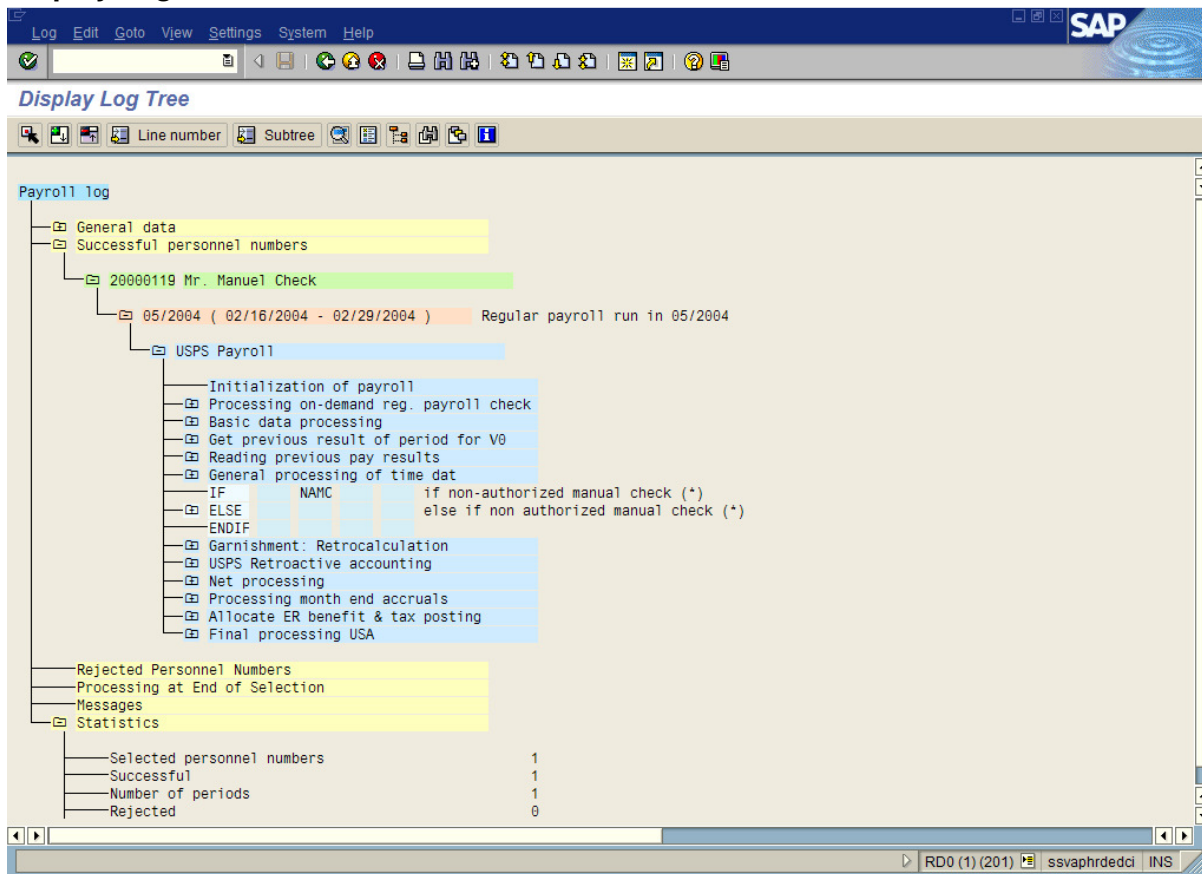 Log Edit Goto View Settings System Help
SAP
Display Log Tree
Line number Subtree
Payroll log
General data
Successful personnel numbers
20000119 Mr. Manuel Check
05/2004 ( 02/16/2004 - 02/29/2004 ) Regular payroll run in 05/2004
USPS Payroll
Initialization of payroll
Processing on-demand reg. payroll check
Basic data processing
Get previous result of period for V0
Reading previous pay results
General processing of time dat
IF NAMC if non-authorized manual check (*)
ELSE else if non authorized manual check (*)
ENDIF
Garnishment: Retrocalculation
USPS Retroactive accounting
Net processing
Processing month end accruals
Allocate ER benefit & tax posting
Final processing USA
Rejected Personnel Numbers
Processing at End of Selection
Messages
Statistics
Selected personnel numbers 1
Successful 1
Number of periods 1
Rejected 0
RD0 (1) (201) ssvaphrdedci INS